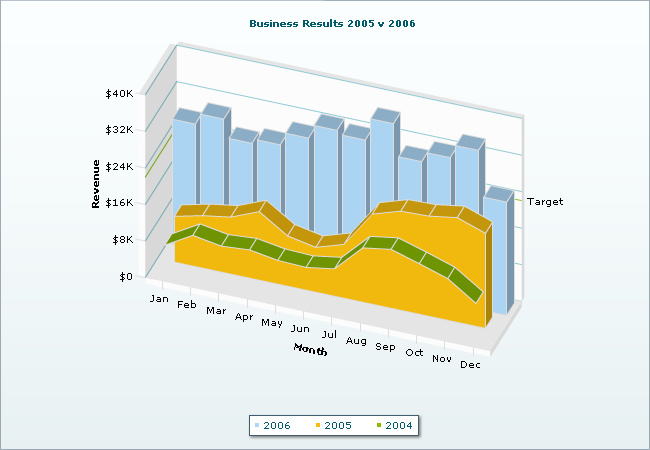 Business Results 2005 v 2006
$40K
$32K
$24K
$16K
$8K
$0
Revenue
Target
Jan
Feb
Mar
Apr
May
Jun
Jul
Aug
Sep
Oct
Nov
Dec
Month
2006
2005
2004